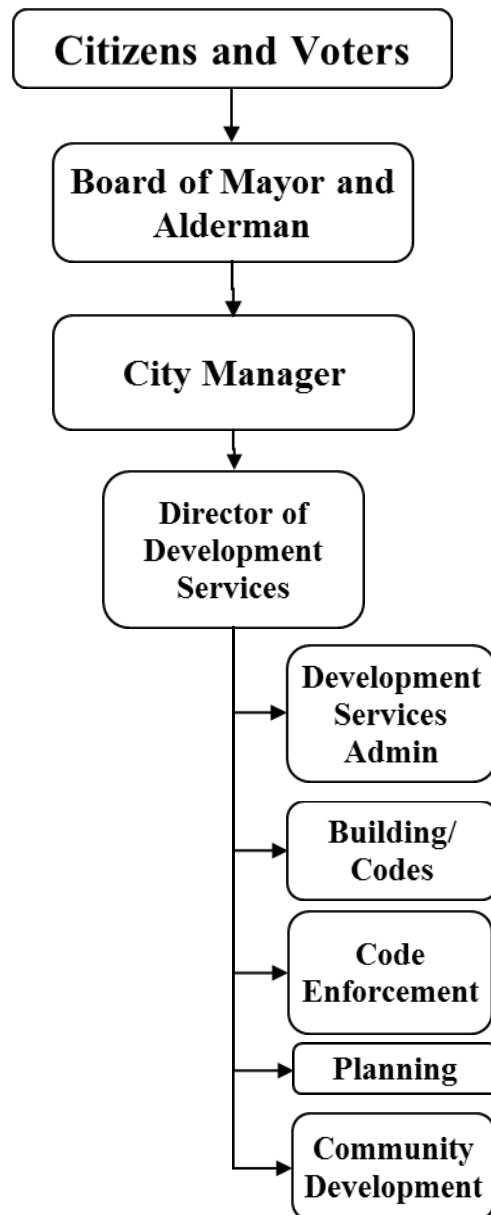 Citizens and Voters
Board of Mayor and
Alderman
City Manager
Director of
Development
Services
Development
Services
Admin
Building/
Codes
Code
Enforcement
Planning
Community
Development